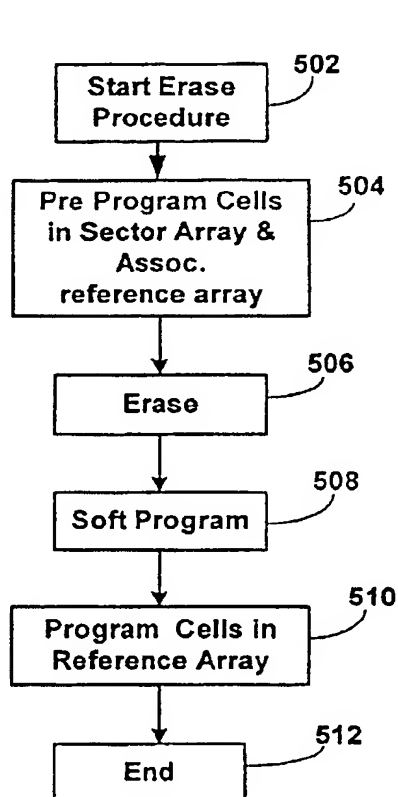 502
Start Erase
Procedure
504
Pre Program Cells
in Sector Array &
Assoc.
reference array
506
Erase
508
Soft Program
510
Program Cells in
Reference Array
512
End